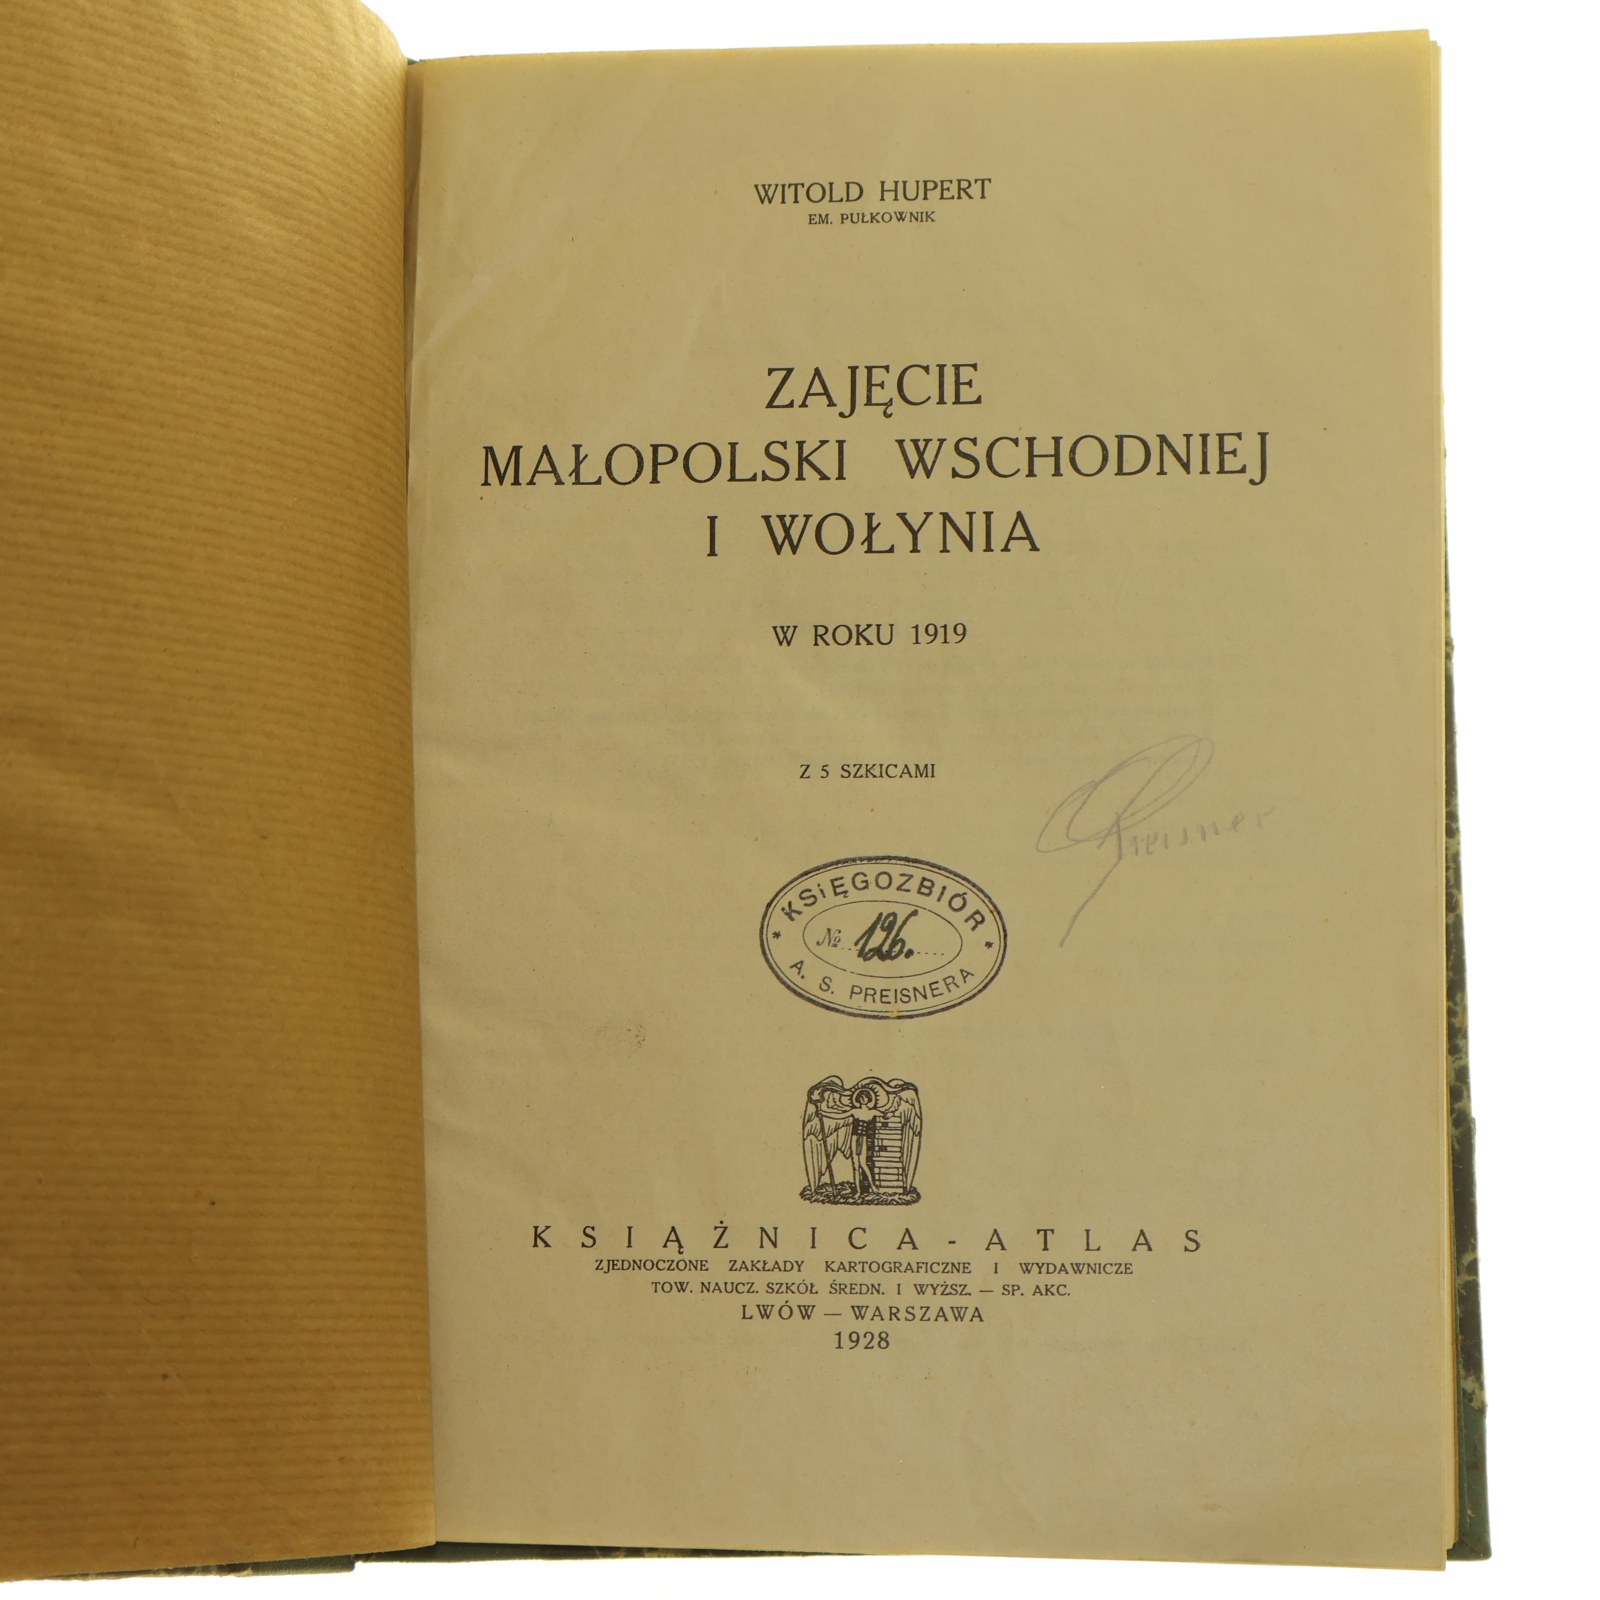 WITOLD HUPERT
EM. PUŁKOWNIK
ZAJĘCIE
MAŁOPOLSKI WSCHODNIEJ
I WOŁYNIA
W ROKU 1919
Z 5 SZKICAMI
Preisner
* KSIĘGOZBIÓR *
№ 126.
A. S. PREISNERA
KSIĄŻNICA-ATLAS
ZJEDNOCZONE ZAKŁADY KARTOGRAFICZNE I WYDAWNICZE
TOW. NAUCZ. SZKÓŁ ŚREDN. I WYŻSZ. — SP. AKC.
LWÓW — WARSZAWA
1928